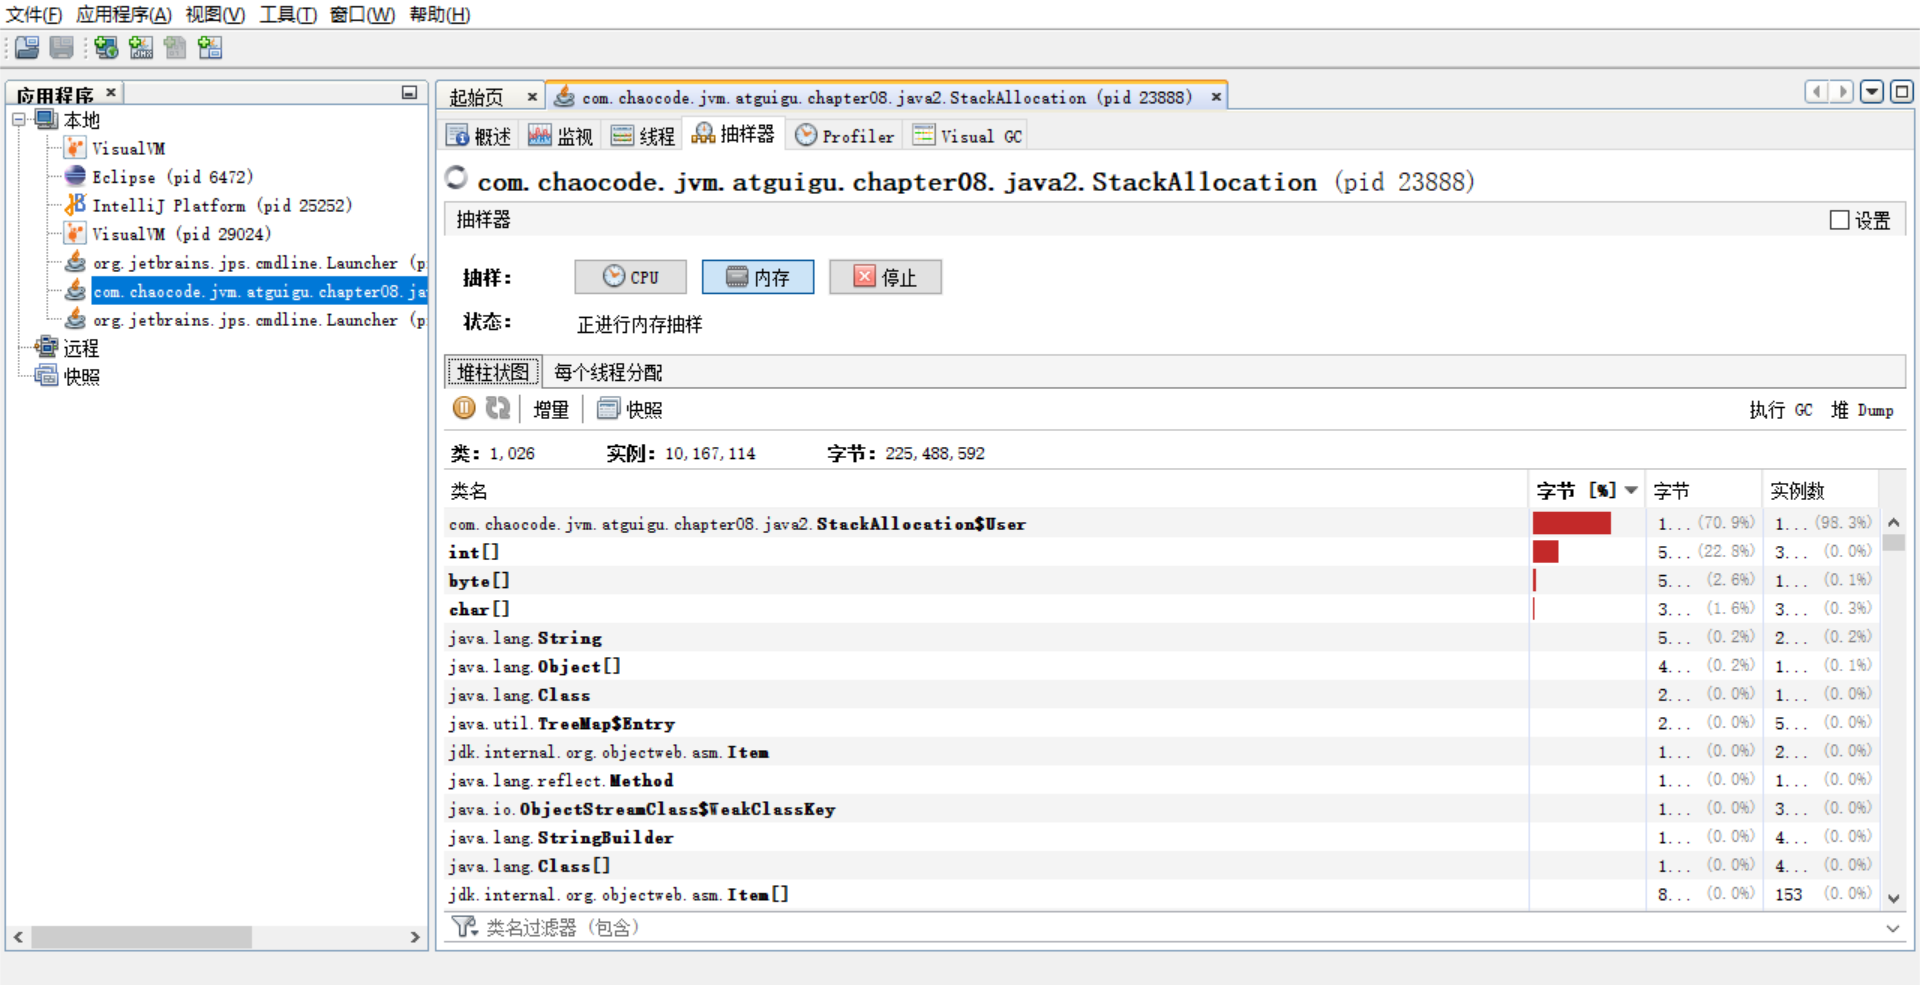 文件(F) 应用程序(A) 视图(V) 工具(T) 窗口(W) 帮助(H)
应用程序 ×
本地
VisualVM
Eclipse (pid 6472)
IntelliJ Platform (pid 25252)
VisualVM (pid 29024)
org.jetbrains.jps.cmdline.Launcher (p
com.chaocode.jvm.atguigu.chapter08.ja
org.jetbrains.jps.cmdline.Launcher (p
远程
快照
起始页 × com.chaocode.jvm.atguigu.chapter08.java2.StackAllocation (pid 23888) ×
概述 监视 线程 抽样器 Profiler Visual GC
com.chaocode.jvm.atguigu.chapter08.java2.StackAllocation (pid 23888)
抽样器 设置
抽样: CPU 内存 停止
状态: 正进行内存抽样
堆柱状图 每个线程分配
增量 快照 执行 GC 堆 Dump
类: 1,026 实例: 10,167,114 字节: 225,488,592
类名 字节 [%] 字节 实例数
com.chaocode.jvm.atguigu.chapter08.java2.StackAllocation$User 1... (70.9%) 1... (98.3%)
int[] 5... (22.8%) 3... (0.0%)
byte[] 5... (2.6%) 1... (0.1%)
char[] 3... (1.6%) 3... (0.3%)
java.lang.String 5... (0.2%) 2... (0.2%)
java.lang.Object[] 4... (0.2%) 1... (0.1%)
java.lang.Class 2... (0.0%) 1... (0.0%)
java.util.TreeMap$Entry 2... (0.0%) 5... (0.0%)
jdk.internal.org.objectweb.asm.Item 1... (0.0%) 2... (0.0%)
java.lang.reflect.Method 1... (0.0%) 1... (0.0%)
java.io.ObjectStreamClass$WeakClassKey 1... (0.0%) 3... (0.0%)
java.lang.StringBuilder 1... (0.0%) 4... (0.0%)
java.lang.Class[] 1... (0.0%) 4... (0.0%)
jdk.internal.org.objectweb.asm.Item[] 8... (0.0%) 153 (0.0%)
类名过滤器 (包含)